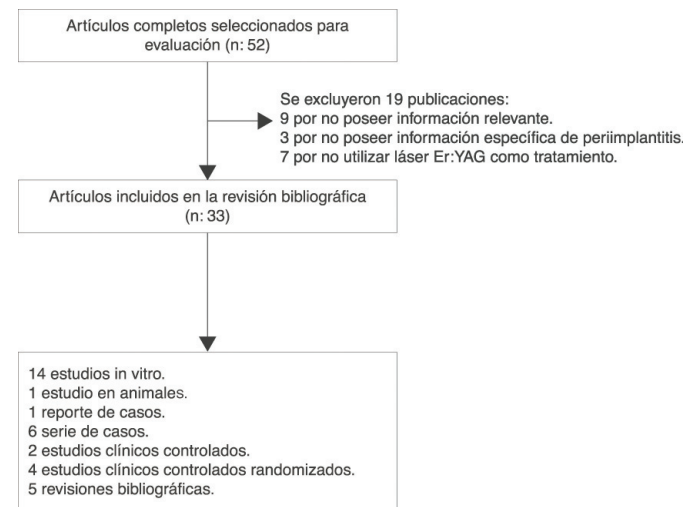 Artículos completos seleccionados para
evaluación (n: 52)
Se excluyeron 19 publicaciones:
9 por no poseer información relevante.
3 por no poseer información específica de periimplantitis.
7 por no utilizar láser Er:YAG como tratamiento.
Artículos incluidos en la revisión bibliográfica
(n: 33)
14 estudios in vitro.
1 estudio en animales.
1 reporte de casos.
6 serie de casos.
2 estudios clínicos controlados.
4 estudios clínicos controlados randomizados.
5 revisiones bibliográficas.